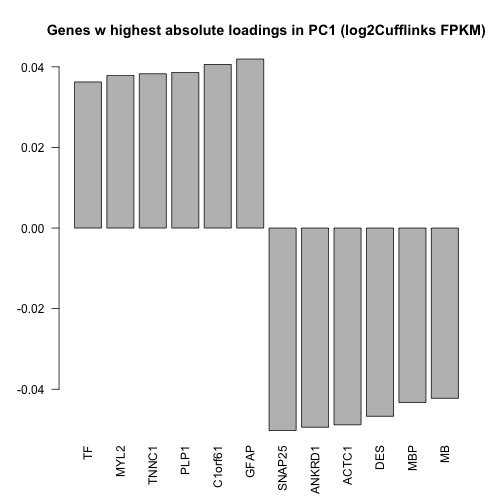 Genes w highest absolute loadings in PC1 (log2Cufflinks FPKM)
0.04
0.02
0.00
-0.02
-0.04
TF
MYL2
TNNC1
PLP1
C1orf61
GFAP
SNAP25
ANKRD1
ACTC1
DES
MBP
MB